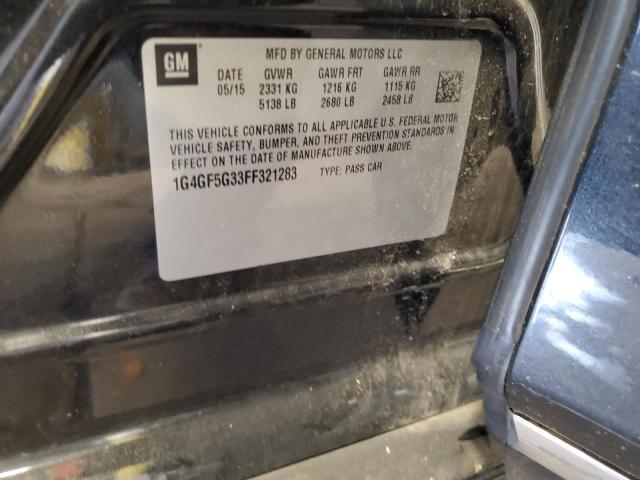 GM
MFD BY GENERAL MOTORS LLC
DATE GVWR GAWR FRT GAWR RR
05/15 2331 KG 1216 KG 1115 KG
5138 LB 2680 LB 2458 LB
THIS VEHICLE CONFORMS TO ALL APPLICABLE U.S. FEDERAL MOTOR
VEHICLE SAFETY, BUMPER, AND THEFT PREVENTION STANDARDS IN
EFFECT ON THE DATE OF MANUFACTURE SHOWN ABOVE.
1G4GF5G33FF321283 TYPE: PASS CAR